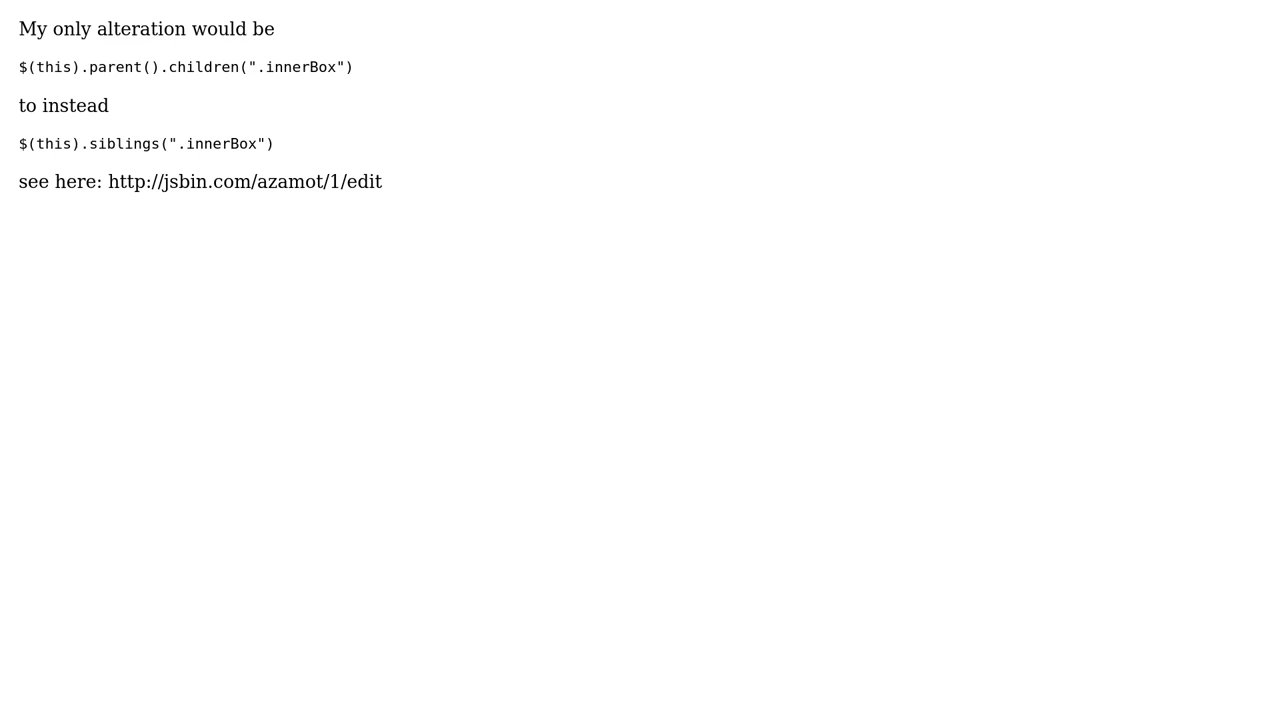 My only alteration would be
$(this).parent().children(".innerBox")
to instead
$(this).siblings(".innerBox")
see here: http://jsbin.com/azamot/1/edit